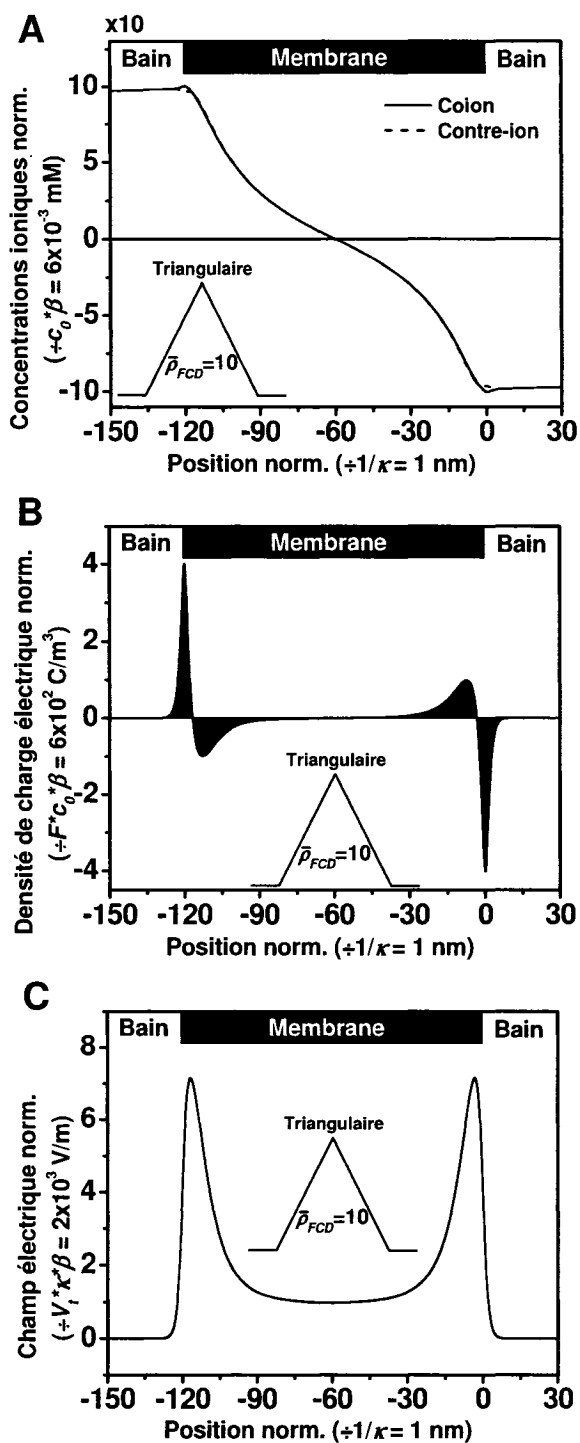 A
x10
Bain Membrane Bain
Concentrations ioniques norm.
(÷c₀*β = 6x10⁻³ mM)
10
5
0
-5
-10
Coion
Contre-ion
Triangulaire
ρ̄FCD=10
-150 -120 -90 -60 -30 0 30
Position norm. (÷1/κ = 1 nm)
B
Bain Membrane Bain
Densité de charge électrique norm.
(÷F*c₀*β = 6x10² C/m³)
4
2
0
-2
-4
Triangulaire
ρ̄FCD=10
-150 -120 -90 -60 -30 0 30
Position norm. (÷1/κ = 1 nm)
C
Bain Membrane Bain
Champ électrique norm.
(÷Vₜ*κ*β = 2x10³ V/m)
8
6
4
2
0
Triangulaire
ρ̄FCD=10
-150 -120 -90 -60 -30 0 30
Position norm. (÷1/κ = 1 nm)